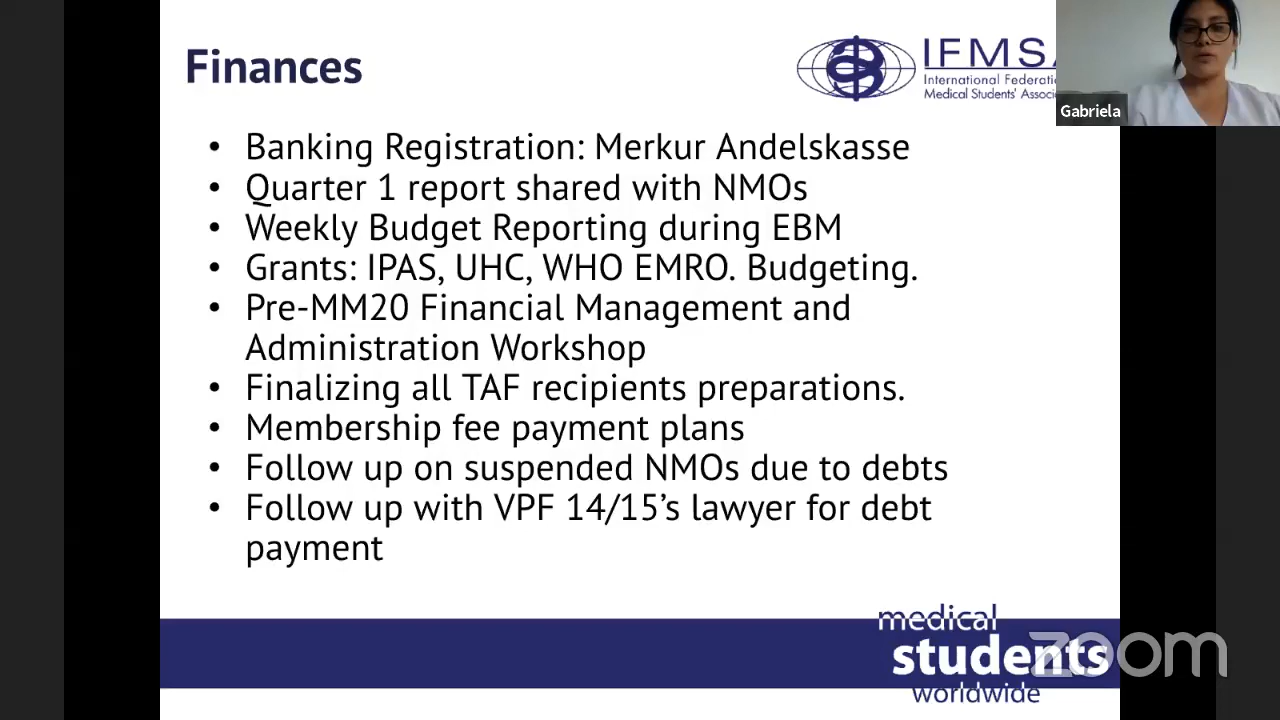 Finances
IFMSA
International Federatio
Medical Students' Associ
Gabriela
• Banking Registration: Merkur Andelskasse
• Quarter 1 report shared with NMOs
• Weekly Budget Reporting during EBM
• Grants: IPAS, UHC, WHO EMRO. Budgeting.
• Pre-MM20 Financial Management and
Administration Workshop
• Finalizing all TAF recipients preparations.
• Membership fee payment plans
• Follow up on suspended NMOs due to debts
• Follow up with VPF 14/15’s lawyer for debt
payment
medical
students
worldwide
zoom